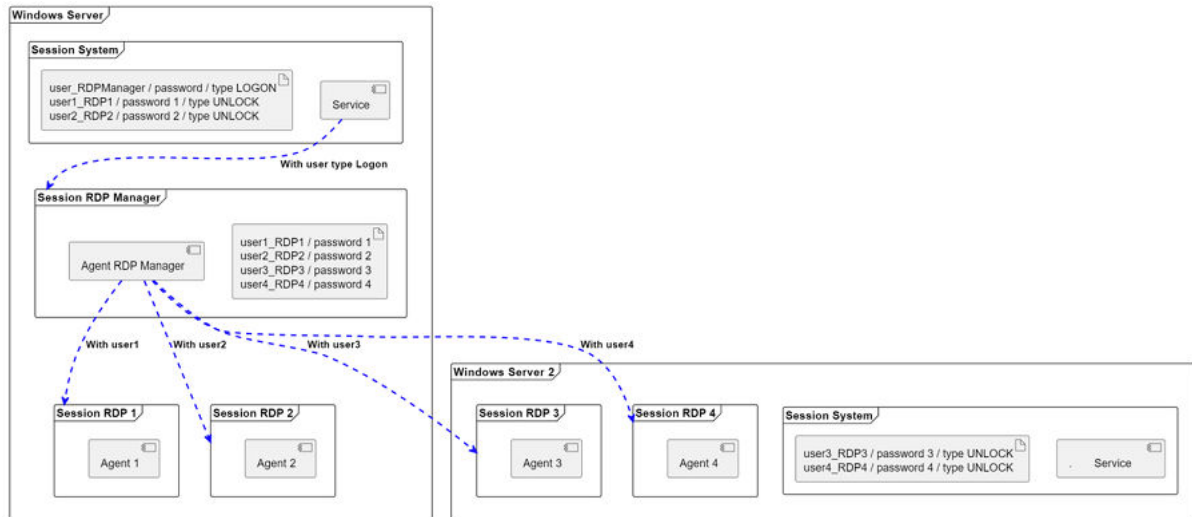 Windows Server
Session System
user_RDPManager / password / type LOGON
user1_RDP1 / password 1 / type UNLOCK
user2_RDP2 / password 2 / type UNLOCK
Service
With user type Logon
Session RDP Manager
Agent RDP Manager
user1_RDP1 / password 1
user2_RDP2 / password 2
user3_RDP3 / password 3
user4_RDP4 / password 4
With user1
With user2
With user3
With user4
Windows Server 2
Session RDP 1
Agent 1
Session RDP 2
Agent 2
Session RDP 3
Agent 3
Session RDP 4
Agent 4
Session System
user3_RDP3 / password 3 / type UNLOCK
user4_RDP4 / password 4 / type UNLOCK
. Service